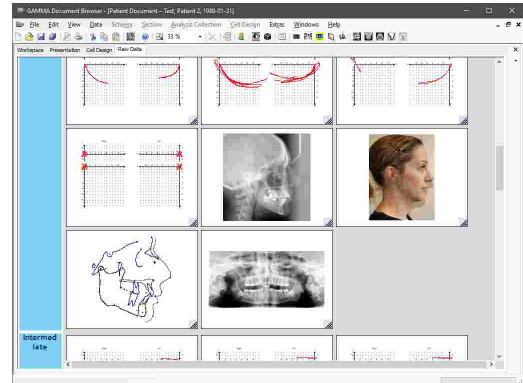 GAMMA Document Browser - [Patient Document - Test, Patient 2, 1980-01-31]
File Edit View Data Schema Section Analysis Collection Cell Design Extras Windows Help
33 %
Workspace Presentation Cell Design Raw Data
Intermed
iate